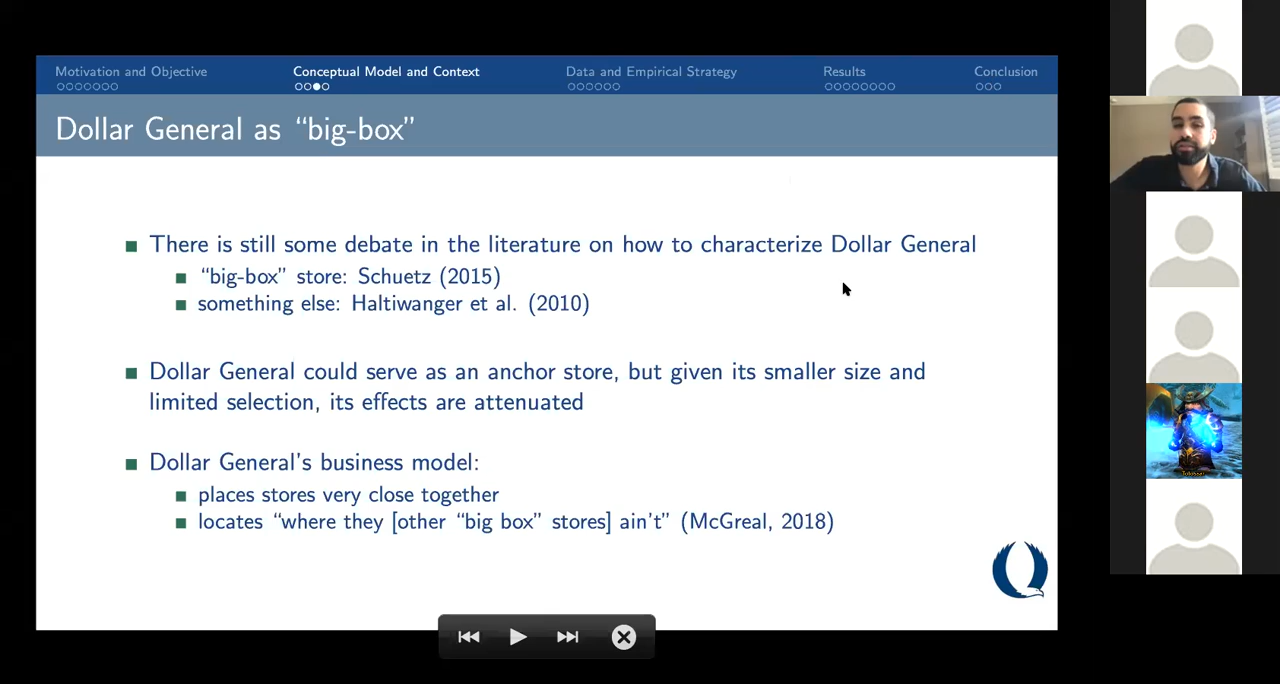 Motivation and Objective
Conceptual Model and Context
Data and Empirical Strategy
Results
Conclusion
Dollar General as “big-box”
There is still some debate in the literature on how to characterize Dollar General
“big-box” store: Schuetz (2015)
something else: Haltiwanger et al. (2010)
Dollar General could serve as an anchor store, but given its smaller size and
limited selection, its effects are attenuated
Dollar General’s business model:
places stores very close together
locates “where they [other “big box” stores] ain’t” (McGreal, 2018)